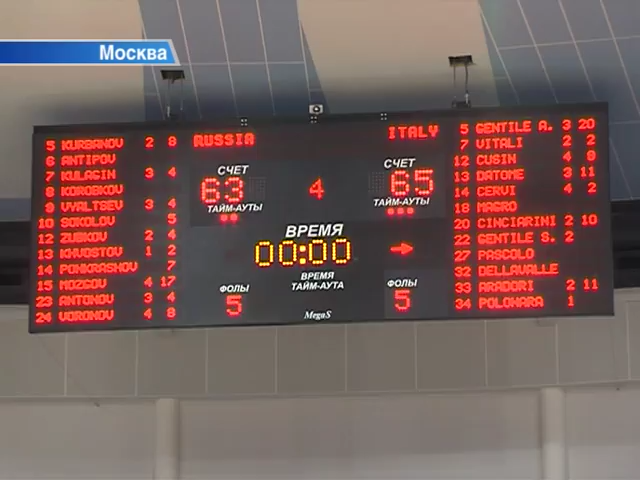 Москва
RUSSIA ITALY
5 KURBANOV 2 8
6 ANTIPOV
7 KULAGIN 3 4
8 KOROBKOV
9 VYALTSEV 3 4
10 SOKOLOV 5
12 ZUBKOV 2 4
13 KHVOSTOV 1 2
14 PONKRASHOV 7
15 MOZGOV 4 17
23 ANTONOV 3 4
24 VORONOV 4 8
СЧЕТ СЧЕТ
63 4 65
ТАЙМ-АУТЫ ТАЙМ-АУТЫ
ВРЕМЯ
00:00
ВРЕМЯ
ТАЙМ-АУТА
ФОЛЫ ФОЛЫ
5 5
MegaS
5 GENTILE A. 3 20
7 VITALI 2 2
12 CUSIN 4 8
13 DATOME 3 11
14 CERVI 4 2
18 MAGRO
20 CINCIARINI 2 10
22 GENTILE S. 2
27 PASCOLO
32 DELLAVALLE
33 ARADORI 2 11
34 POLONARA 1